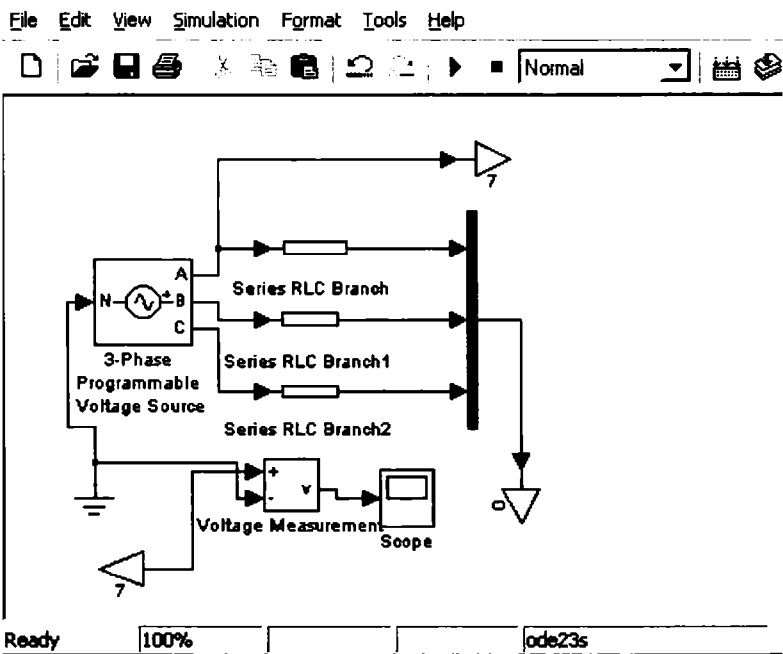 File Edit View Simulation Format Tools Help
Normal
7
A
N B
C
3-Phase
Programmable
Voltage Source
Series RLC Branch
Series RLC Branch1
Series RLC Branch2
+
v
-
Voltage Measurement
Scope
0
7
Ready 100% ode23s